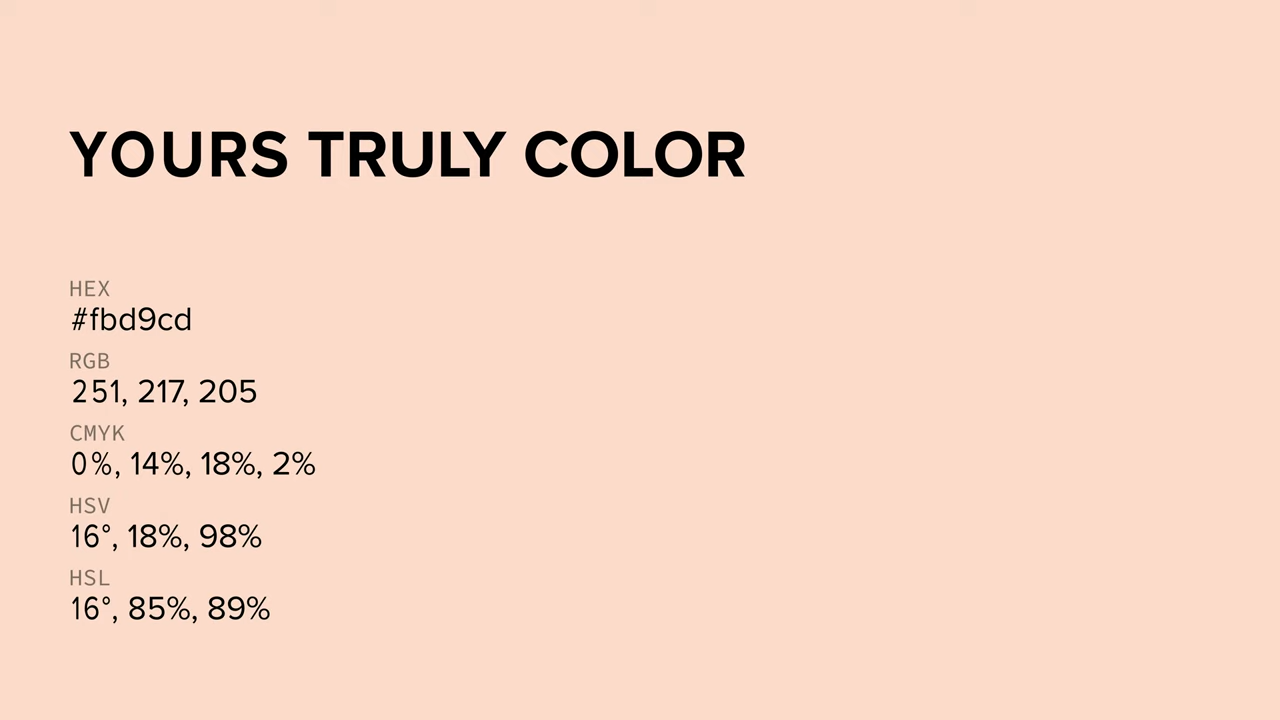 YOURS TRULY COLOR
HEX
#fbd9cd
RGB
251, 217, 205
CMYK
0%, 14%, 18%, 2%
HSV
16°, 18%, 98%
HSL
16°, 85%, 89%